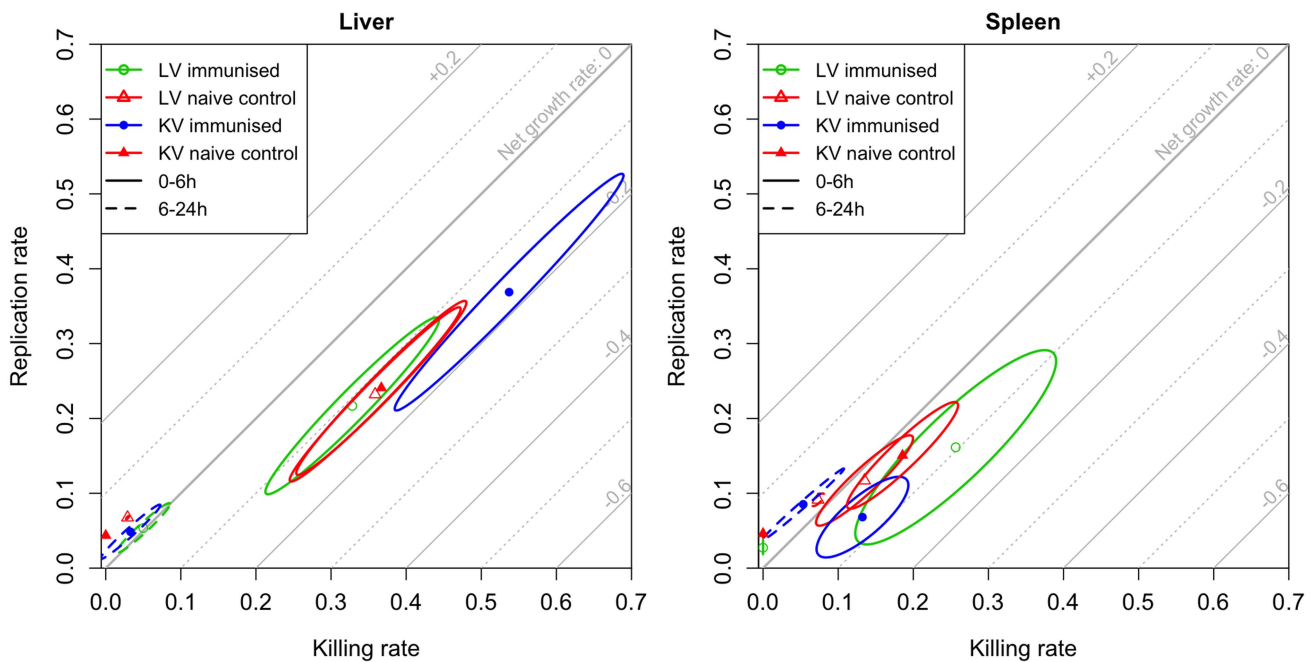 Liver
Replication rate
0.7
0.6
0.5
0.4
0.3
0.2
0.1
0.0
LV immunised
LV naive control
KV immunised
KV naive control
0-6h
6-24h
+0.2
Net growth rate: 0
-0.2
-0.4
-0.6
0.0 0.1 0.2 0.3 0.4 0.5 0.6 0.7
Killing rate
Spleen
Replication rate
0.7
0.6
0.5
0.4
0.3
0.2
0.1
0.0
LV immunised
LV naive control
KV immunised
KV naive control
0-6h
6-24h
+0.2
Net growth rate: 0
-0.2
-0.4
-0.6
0.0 0.1 0.2 0.3 0.4 0.5 0.6 0.7
Killing rate